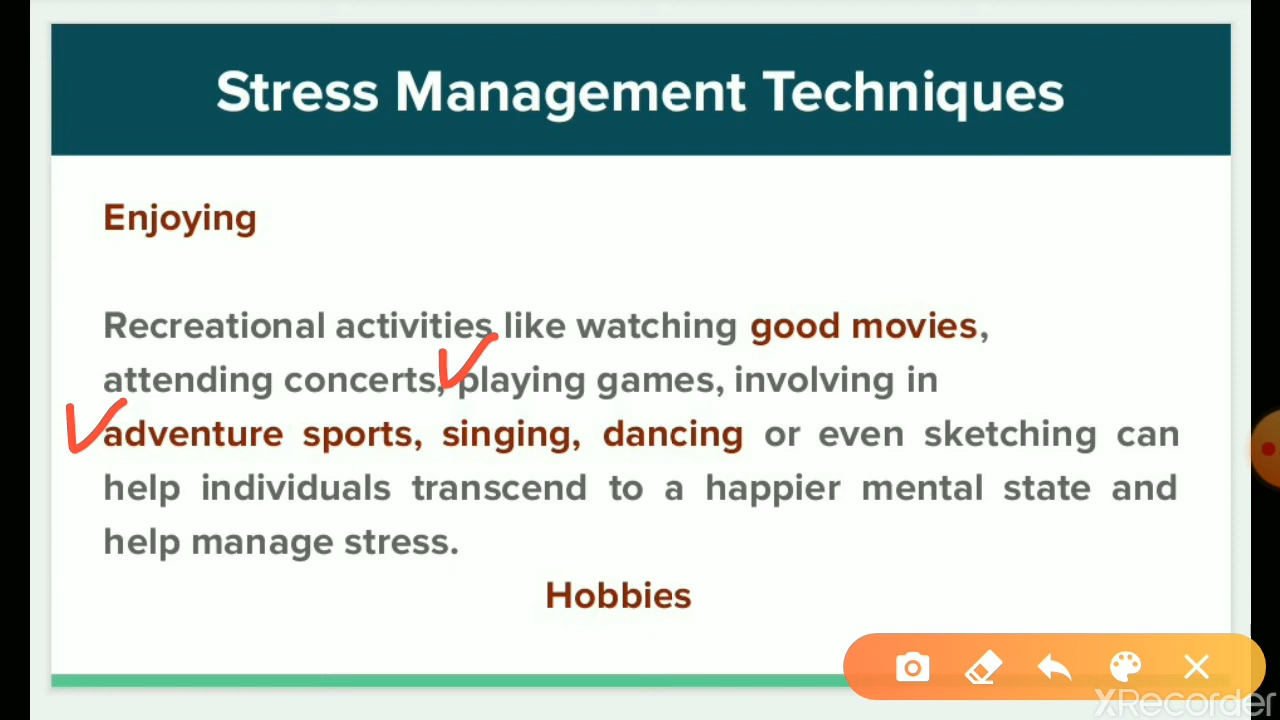 Stress Management Techniques
Enjoying
Recreational activities like watching good movies,
attending concerts, playing games, involving in
adventure sports, singing, dancing or even sketching can
help individuals transcend to a happier mental state and
help manage stress.
Hobbies
XRecorder